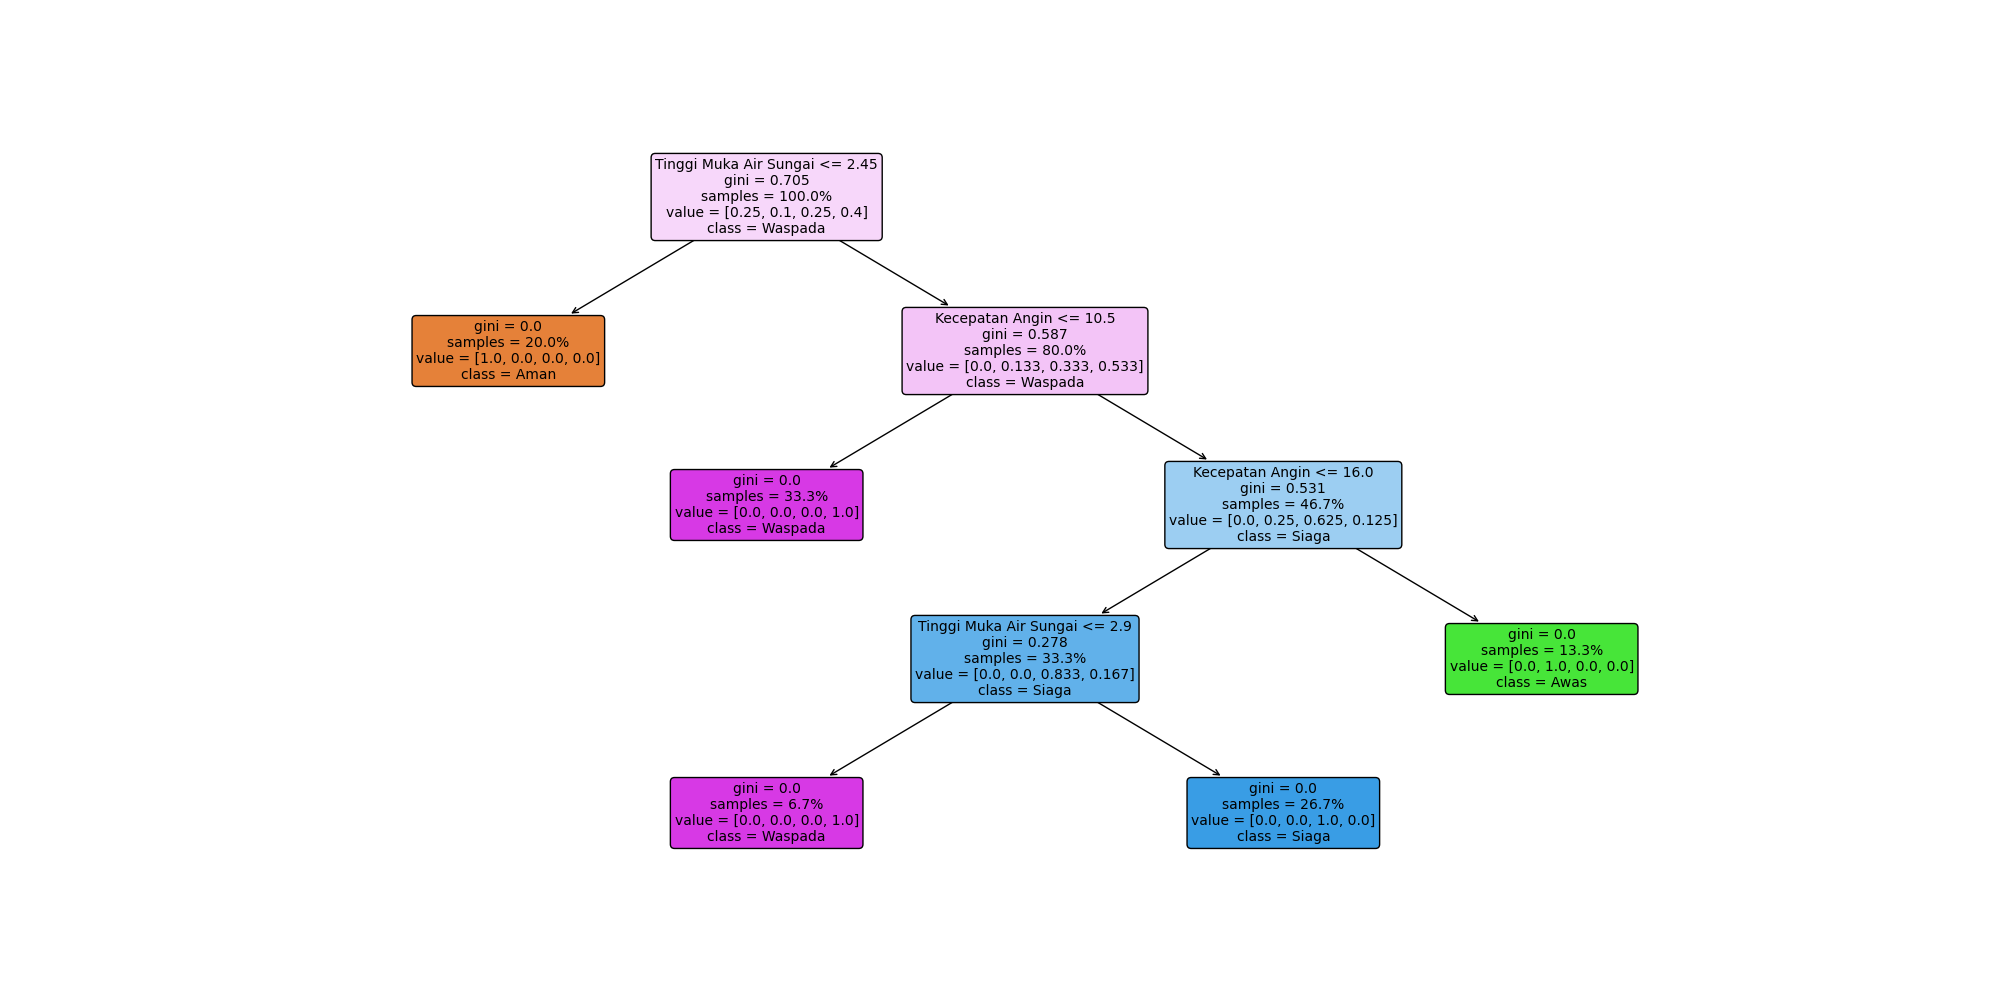 Tinggi Muka Air Sungai <= 2.45
gini = 0.705
samples = 100.0%
value = [0.25, 0.1, 0.25, 0.4]
class = Waspada
gini = 0.0
samples = 20.0%
value = [1.0, 0.0, 0.0, 0.0]
class = Aman
Kecepatan Angin <= 10.5
gini = 0.587
samples = 80.0%
value = [0.0, 0.133, 0.333, 0.533]
class = Waspada
gini = 0.0
samples = 33.3%
value = [0.0, 0.0, 0.0, 1.0]
class = Waspada
Kecepatan Angin <= 16.0
gini = 0.531
samples = 46.7%
value = [0.0, 0.25, 0.625, 0.125]
class = Siaga
Tinggi Muka Air Sungai <= 2.9
gini = 0.278
samples = 33.3%
value = [0.0, 0.0, 0.833, 0.167]
class = Siaga
gini = 0.0
samples = 13.3%
value = [0.0, 1.0, 0.0, 0.0]
class = Awas
gini = 0.0
samples = 6.7%
value = [0.0, 0.0, 0.0, 1.0]
class = Waspada
gini = 0.0
samples = 26.7%
value = [0.0, 0.0, 1.0, 0.0]
class = Siaga